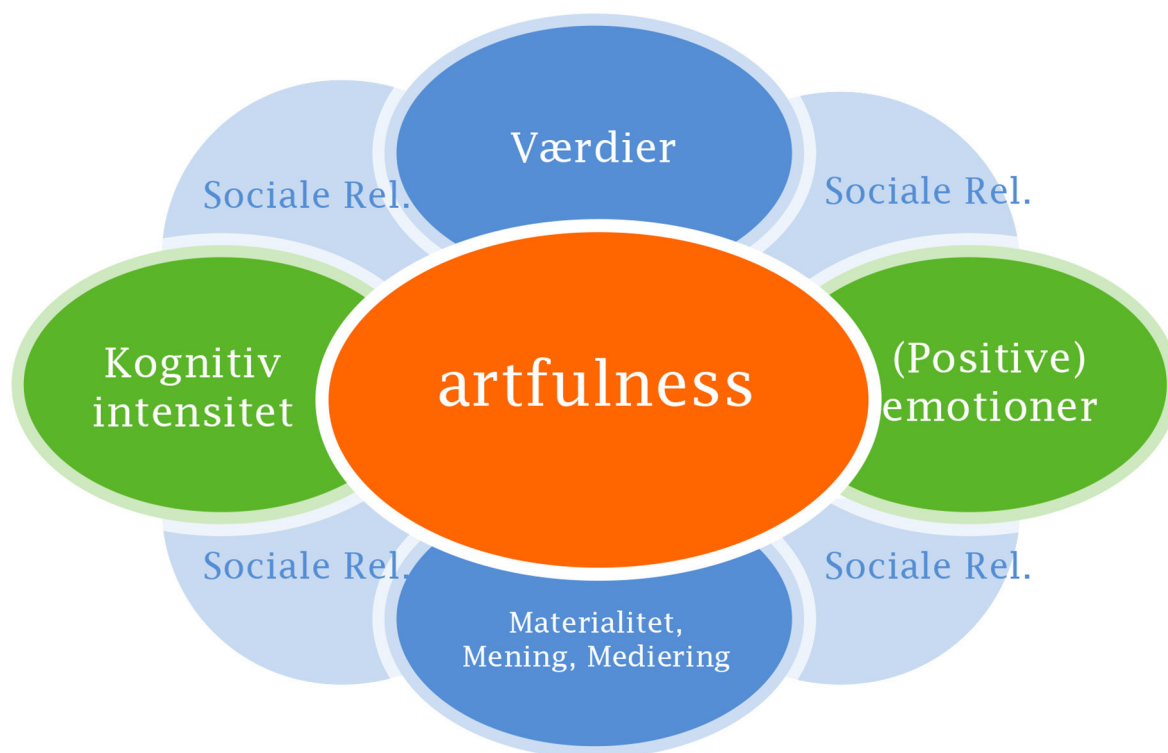 Værdier
Sociale Rel.
Sociale Rel.
Kognitiv
intensitet
artfulness
(Positive)
emotioner
Sociale Rel.
Sociale Rel.
Materialitet,
Mening, Mediering